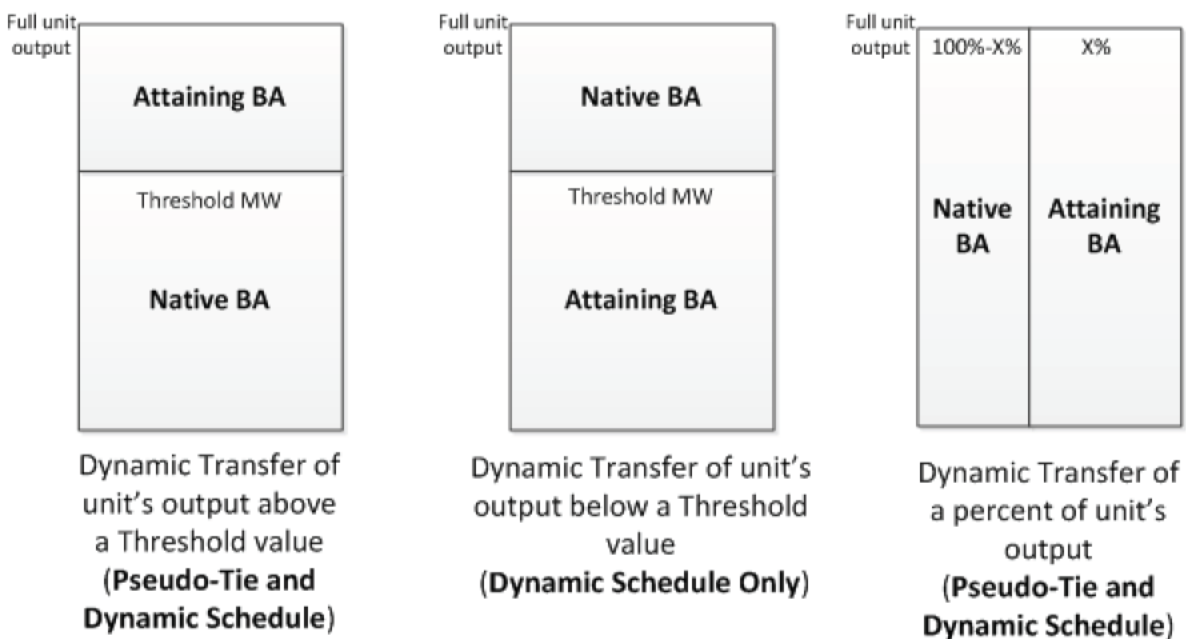 Full unit
output
Attaining BA
Threshold MW
Native BA
Dynamic Transfer of
unit's output above
a Threshold value
(Pseudo-Tie and
Dynamic Schedule)
Full unit
output
Native BA
Threshold MW
Attaining BA
Dynamic Transfer of unit's
output below a Threshold
value
(Dynamic Schedule Only)
Full unit
output
100%-X%
X%
Native
BA
Attaining
BA
Dynamic Transfer of
a percent of unit's
output
(Pseudo-Tie and
Dynamic Schedule)